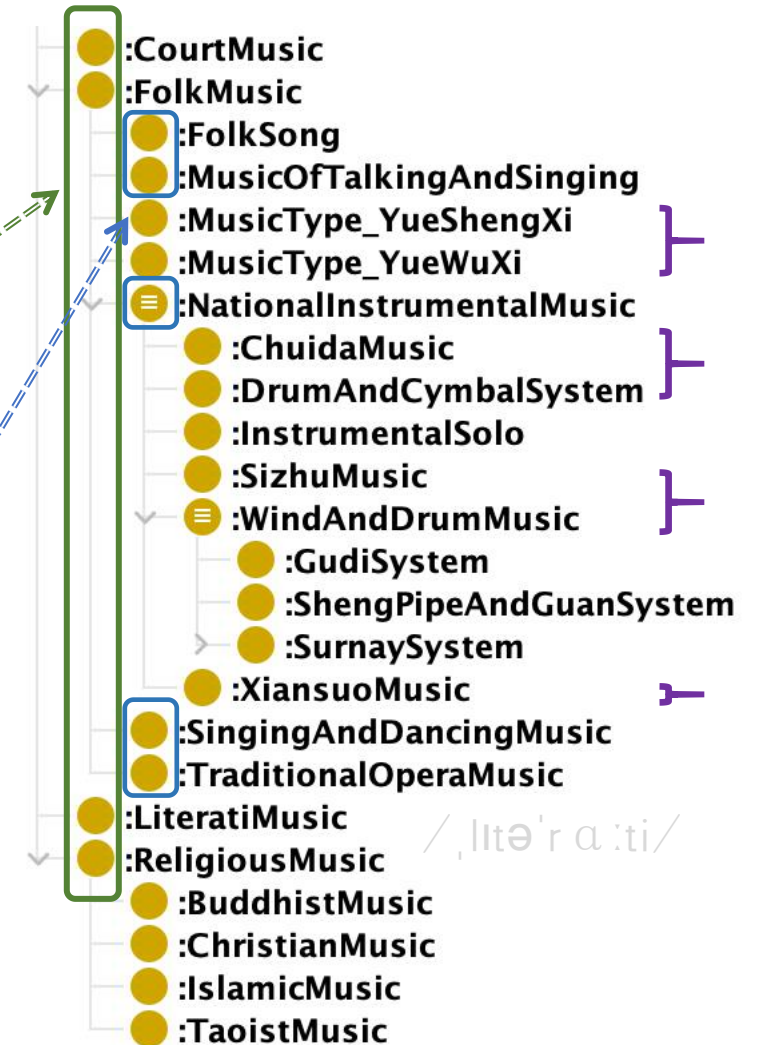 :CourtMusic
:FolkMusic
:FolkSong
:MusicOfTalkingAndSinging
:MusicType_YueShengXi
:MusicType_YueWuXi
:NationalInstrumentalMusic
:ChuidaMusic
:DrumAndCymbalSystem
:InstrumentalSolo
:SizhuMusic
:WindAndDrumMusic
:GudiSystem
:ShengPipeAndGuanSystem
:SurnaySystem
:XiansuoMusic
:SingingAndDancingMusic
:TraditionalOperaMusic
:LiteratiMusic /ˌlɪtəˈrɑːti/
:ReligiousMusic
:BuddhistMusic
:ChristianMusic
:IslamicMusic
:TaoistMusic